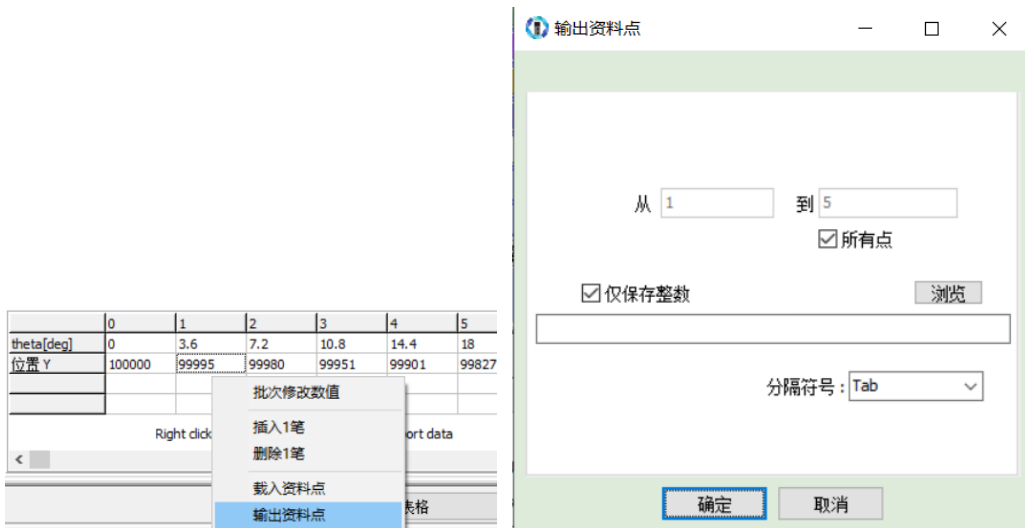 输出资料点
从 1 到 5
所有点
仅保存整数 浏览
分隔符号 : Tab
确定 取消
0 1 2 3 4 5
theta[deg] 0 3.6 7.2 10.8 14.4 18
位置 Y 100000 99995 99980 99951 99901 99827
批次修改数值
Right click
插入1笔
ort data
删除1笔
载入资料点
输出资料点
表格